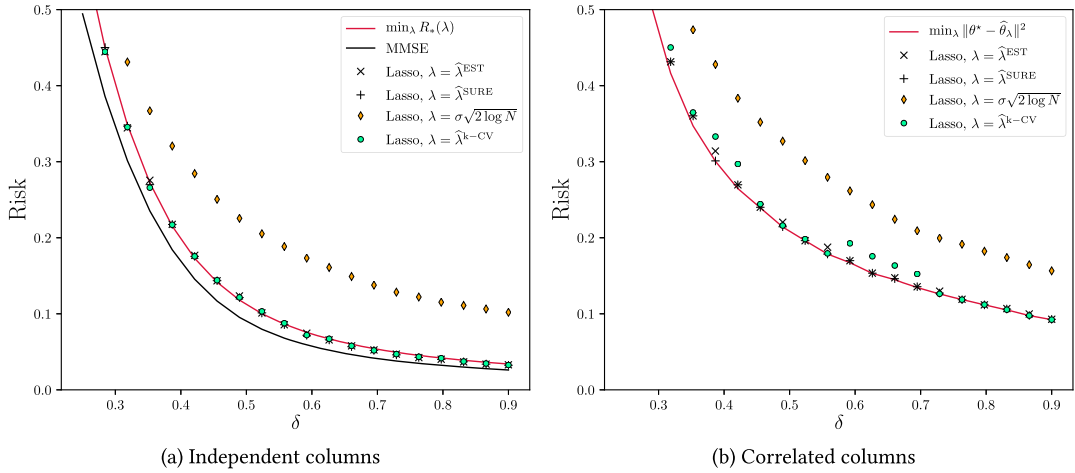 Risk
0.5
0.4
0.3
0.2
0.1
0.0
0.3 0.4 0.5 0.6 0.7 0.8 0.9
δ
min_λ R_*(λ)
MMSE
Lasso, λ = λ̂^EST
Lasso, λ = λ̂^SURE
Lasso, λ = σ√(2 log N)
Lasso, λ = λ̂^k−CV
(a) Independent columns
Risk
0.5
0.4
0.3
0.2
0.1
0.0
0.3 0.4 0.5 0.6 0.7 0.8 0.9
δ
min_λ ‖θ^⋆ − θ̂_λ‖²
Lasso, λ = λ̂^EST
Lasso, λ = λ̂^SURE
Lasso, λ = σ√(2 log N)
Lasso, λ = λ̂^k−CV
(b) Correlated columns